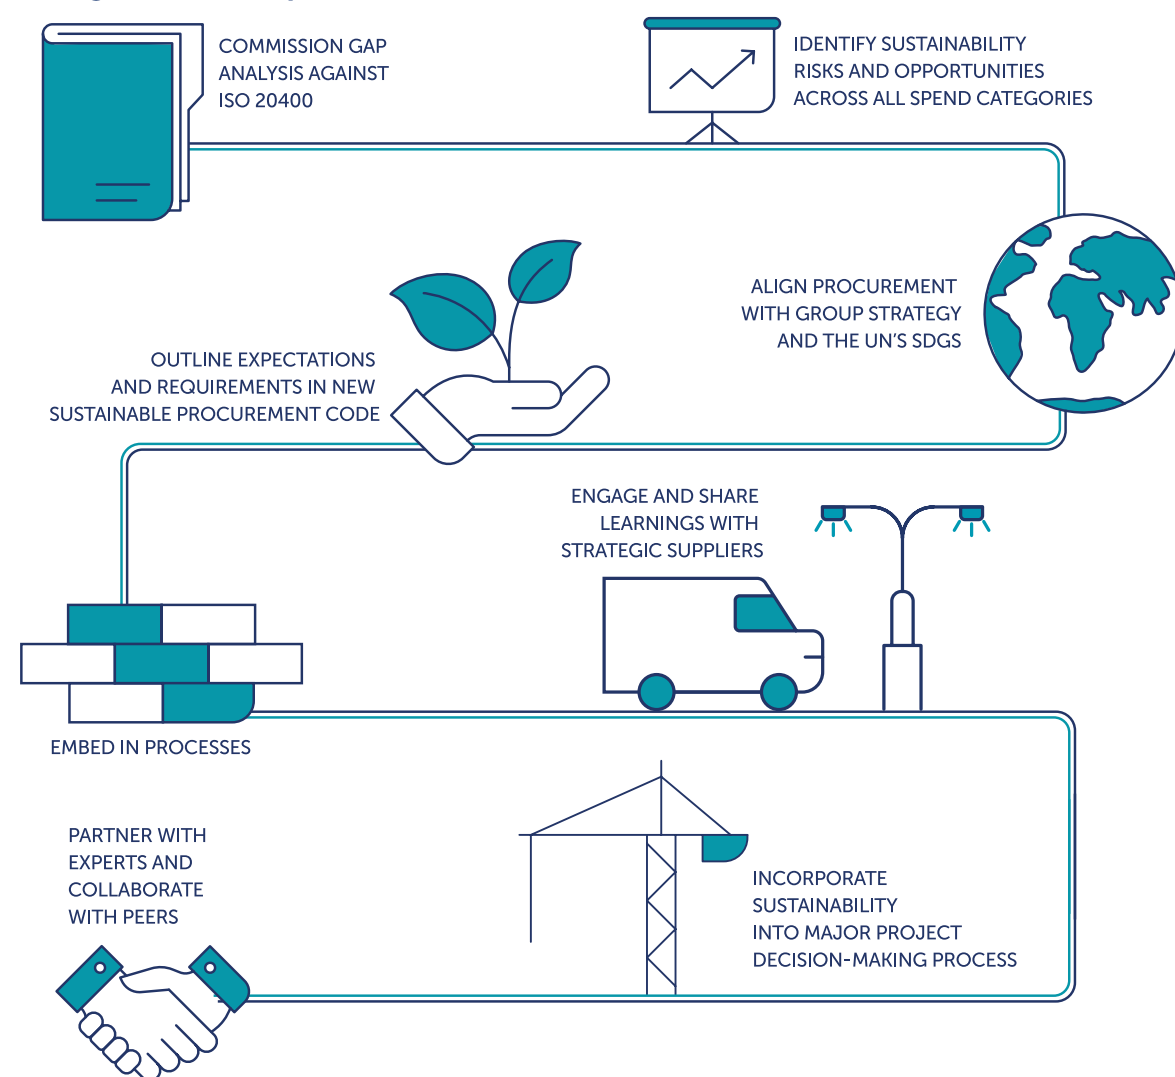 COMMISSION GAP
ANALYSIS AGAINST
ISO 20400
IDENTIFY SUSTAINABILITY
RISKS AND OPPORTUNITIES
ACROSS ALL SPEND CATEGORIES
ALIGN PROCUREMENT
WITH GROUP STRATEGY
AND THE UN'S SDGS
OUTLINE EXPECTATIONS
AND REQUIREMENTS IN NEW
SUSTAINABLE PROCUREMENT CODE
EMBED IN PROCESSES
ENGAGE AND SHARE
LEARNINGS WITH
STRATEGIC SUPPLIERS
INCORPORATE
SUSTAINABILITY
INTO MAJOR PROJECT
DECISION-MAKING PROCESS
PARTNER WITH
EXPERTS AND
COLLABORATE
WITH PEERS